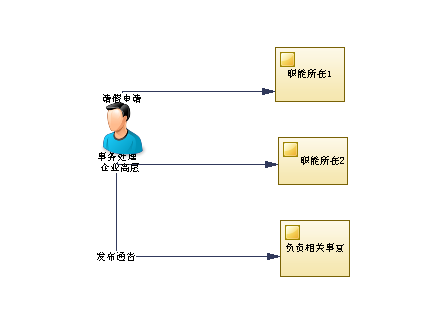 请假申请
职能所在1
事务处理
企业高层
职能所在2
发布通告
负责相关事宜